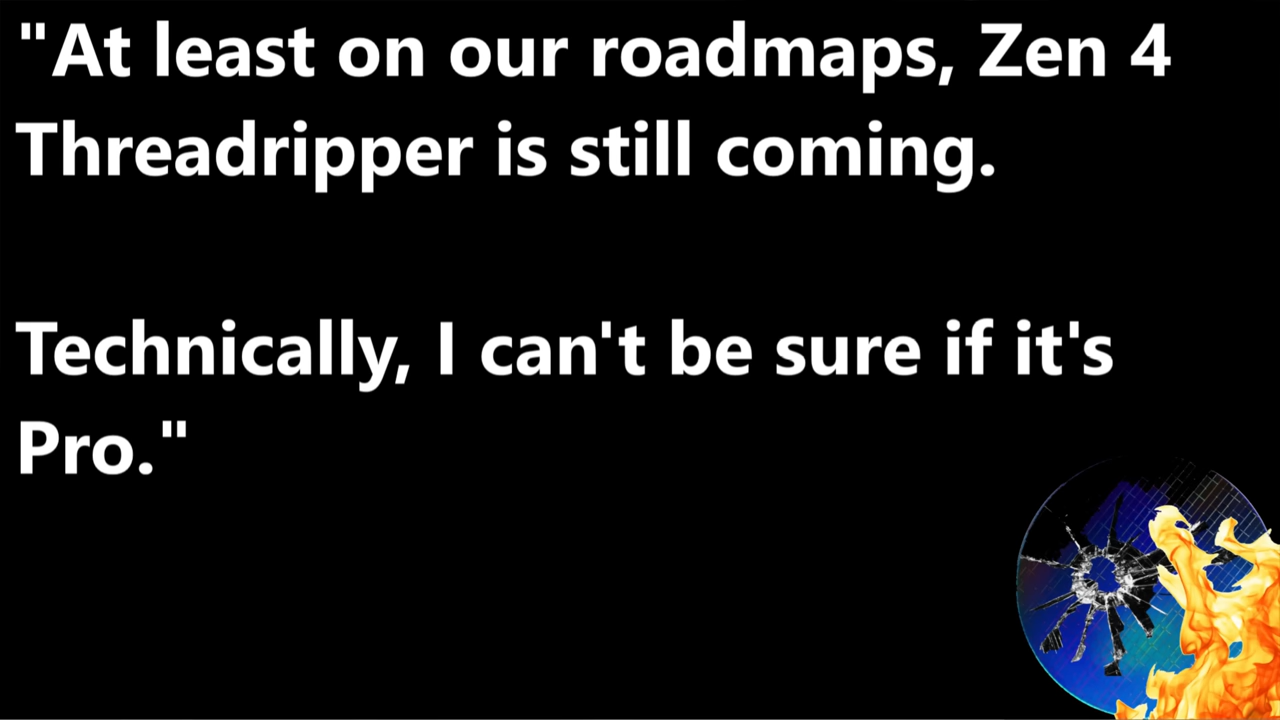 "At least on our roadmaps, Zen 4
Threadripper is still coming.
Technically, I can't be sure if it's
Pro."